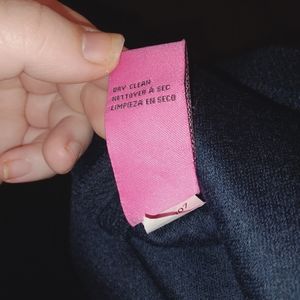 DRY CLEAN
NETTOYER À SEC
LIMPIEZA EN SECO